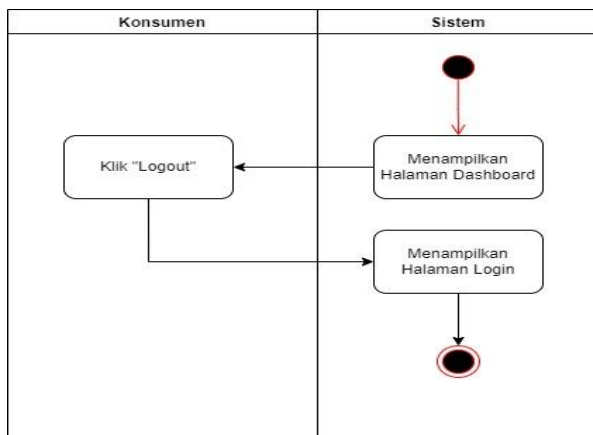 Konsumen
Sistem
Klik "Logout"
Menampilkan
Halaman Dashboard
Menampilkan
Halaman Login